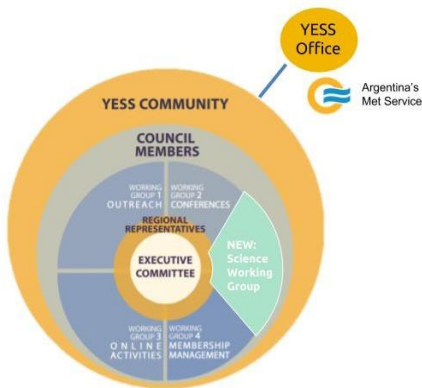 YESS
Office
Argentina's
Met Service
YESS COMMUNITY
COUNCIL
MEMBERS
WORKING
GROUP 1
OUTREACH
WORKING
GROUP 2
CONFERENCES
REGIONAL
REPRESENTATIVES
EXECUTIVE
COMMITTEE
NEW:
Science
Working
Group
WORKING
GROUP 3
ONLINE
ACTIVITIES
WORKING
GROUP 4
MEMBERSHIP
MANAGEMENT